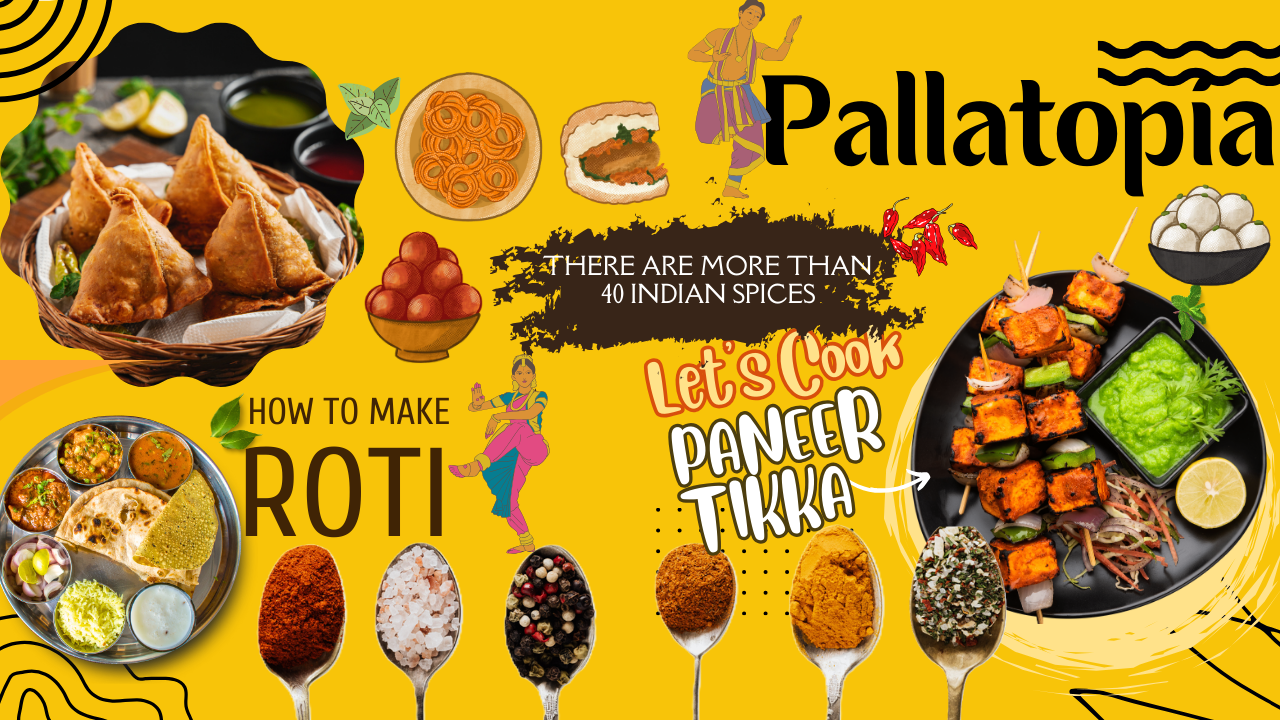 Pallatopia
THERE ARE MORE THAN
40 INDIAN SPICES
Let's Cook
PANEER
TIKKA
HOW TO MAKE
ROTI